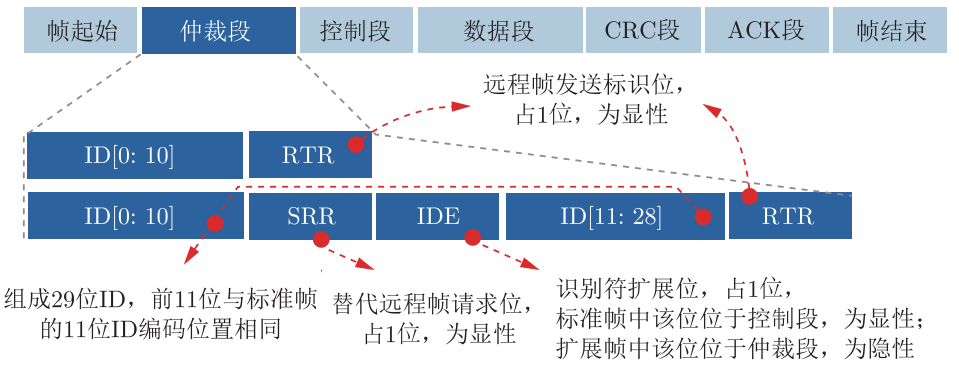 帧起始 仲裁段 控制段 数据段 CRC段 ACK段 帧结束
远程帧发送标识位，
占1位，为显性
ID[0: 10] RTR
ID[0: 10] SRR IDE ID[11: 28] RTR
组成29位ID，前11位与标准帧
的11位ID编码位置相同
替代远程帧请求位，
占1位，为显性
识别符扩展位，占1位，
标准帧中该位位于控制段，为显性；
扩展帧中该位位于仲裁段，为隐性